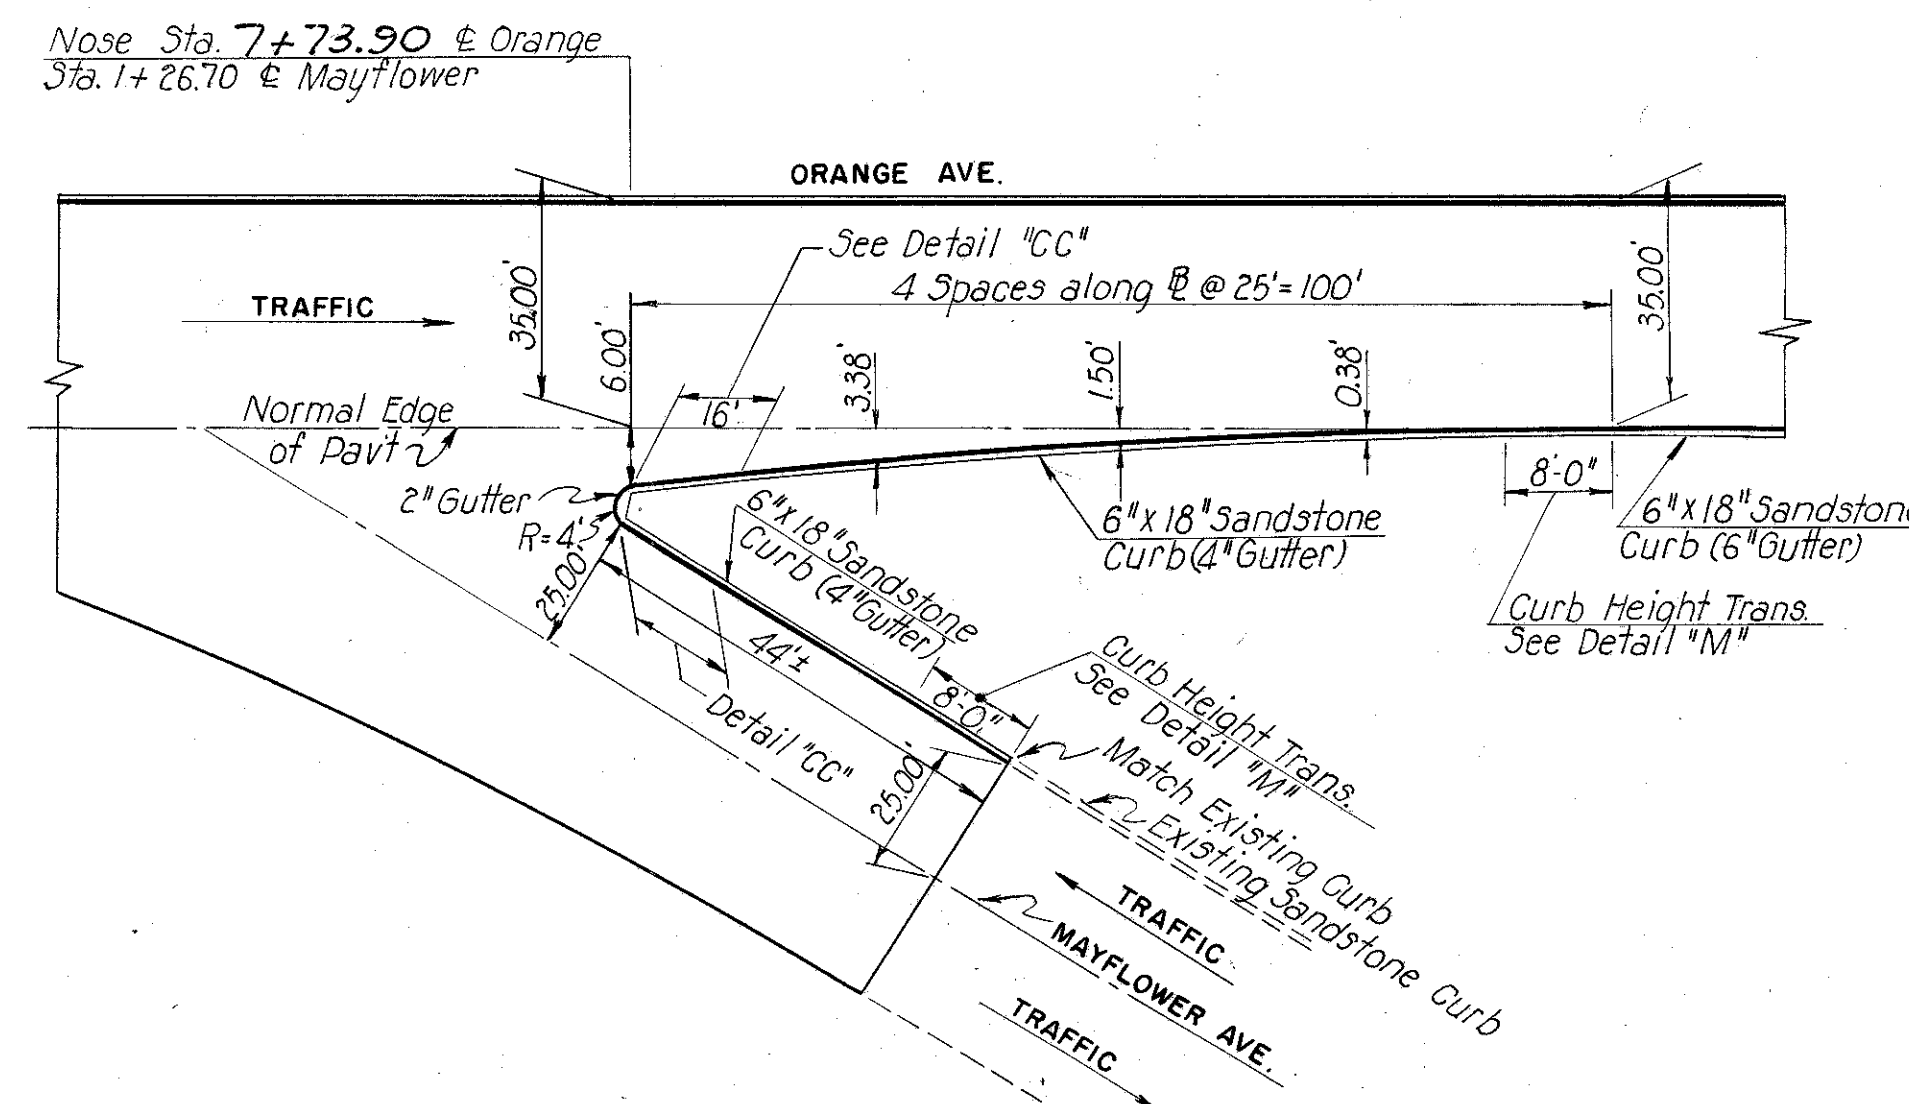 Nose Sta. 7+73.90 ℄ Orange
Sta. 1+26.70 ℄ Mayflower
ORANGE AVE.
See Detail "CC"
4 Spaces along ℄ @ 25'=100'
TRAFFIC
35.00'
6.00'
16'
3.38'
1.50'
0.38'
35.00'
Normal Edge
of Pav't
2" Gutter
R=4.5'
25.00'
8'-0"
6"x18" Sandstone
Curb (4" Gutter)
6"x18" Sandstone
Curb (6" Gutter)
Curb Height Trans.
See Detail "M"
6"x18" Sandstone
Curb (4" Gutter)
44'±
8'-0"
Detail "CC"
25.00'
Curb Height Trans.
See Detail "M"
Match Existing Curb
Existing Sandstone Curb
TRAFFIC
MAYFLOWER AVE.
TRAFFIC